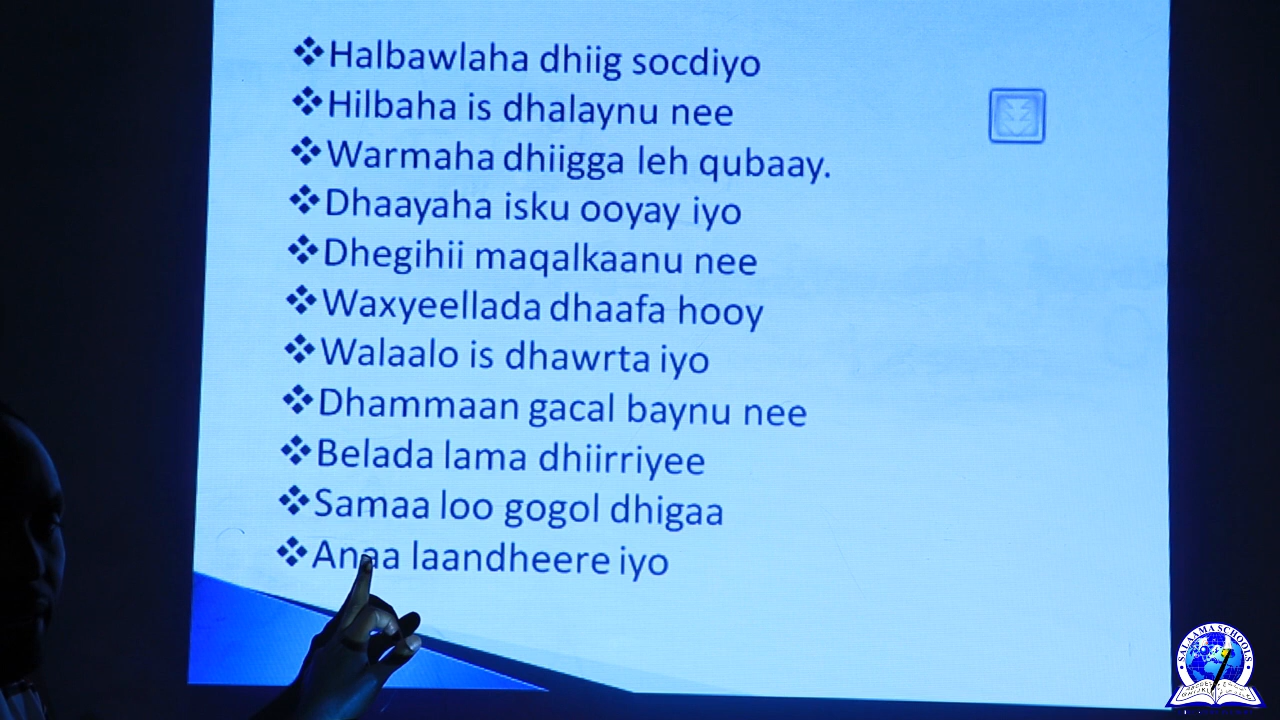 ❖Halbawlaha dhiig socdiyo
❖Hilbaha is dhalaynu nee
❖Warmaha dhiigga leh qubaay.
❖Dhaayaha isku ooyay iyo
❖Dhegihii maqalkaanu nee
❖Waxyeellada dhaafa hooy
❖Walaalo is dhawrta iyo
❖Dhammaan gacal baynu nee
❖Belada lama dhiirriyee
❖Samaa loo gogol dhigaa
❖Anaa laandheere iyo
SALAAMA SCHOOLS